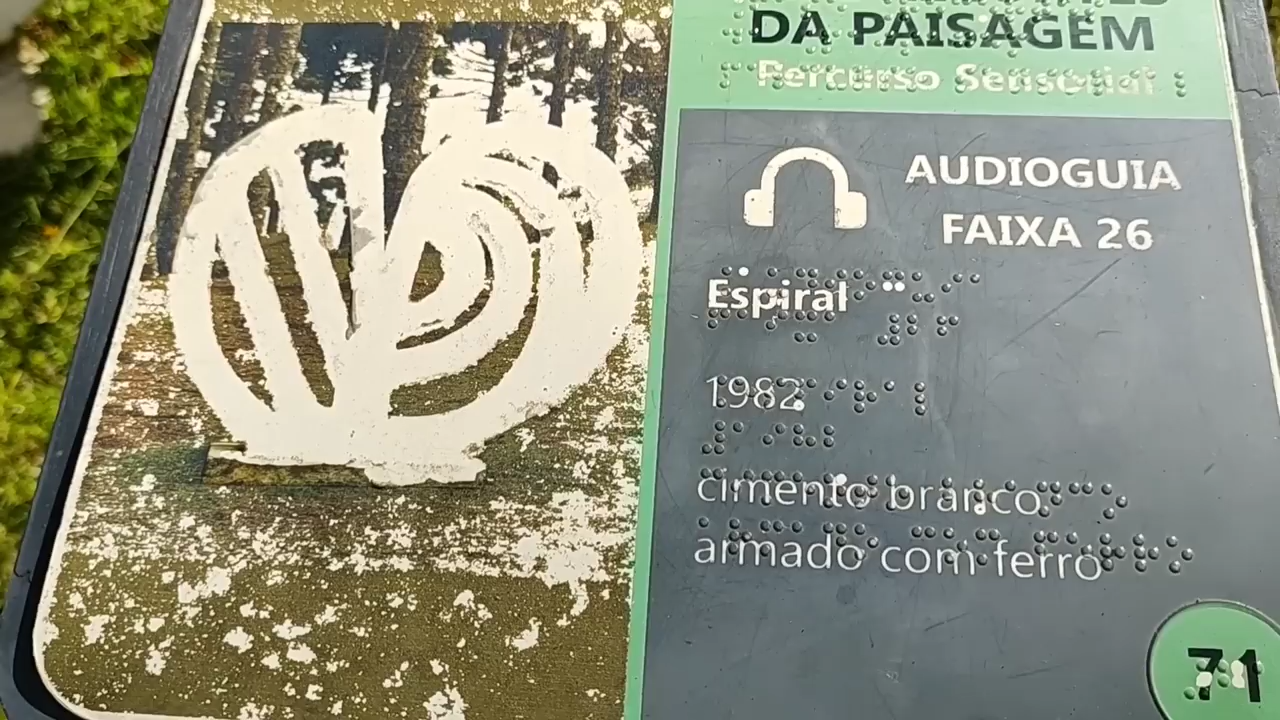 DA PAISAGEM
Percurso Sensorial
AUDIOGUIA
FAIXA 26
Espiral
1982
cimento branco
armado com ferro
71